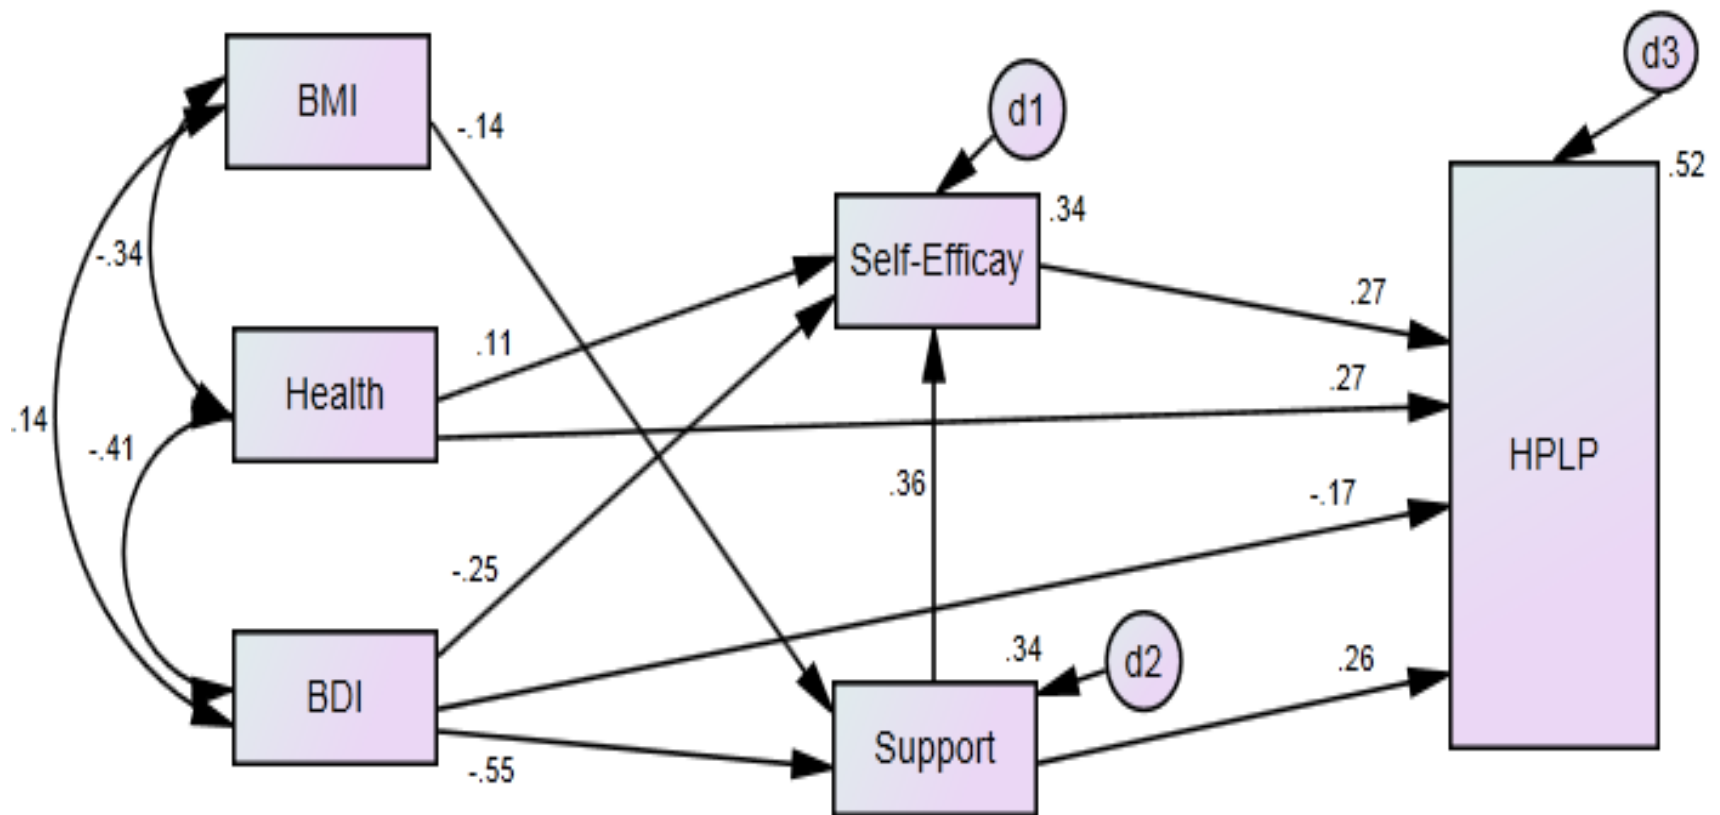 d3
d1
BMI
-.14
.52
.34
Self-Efficay
-.34
.27
.11
Health
.27
.14
-.41
HPLP
.36
-.17
-.25
.34
d2
.26
BDI
Support
-.55